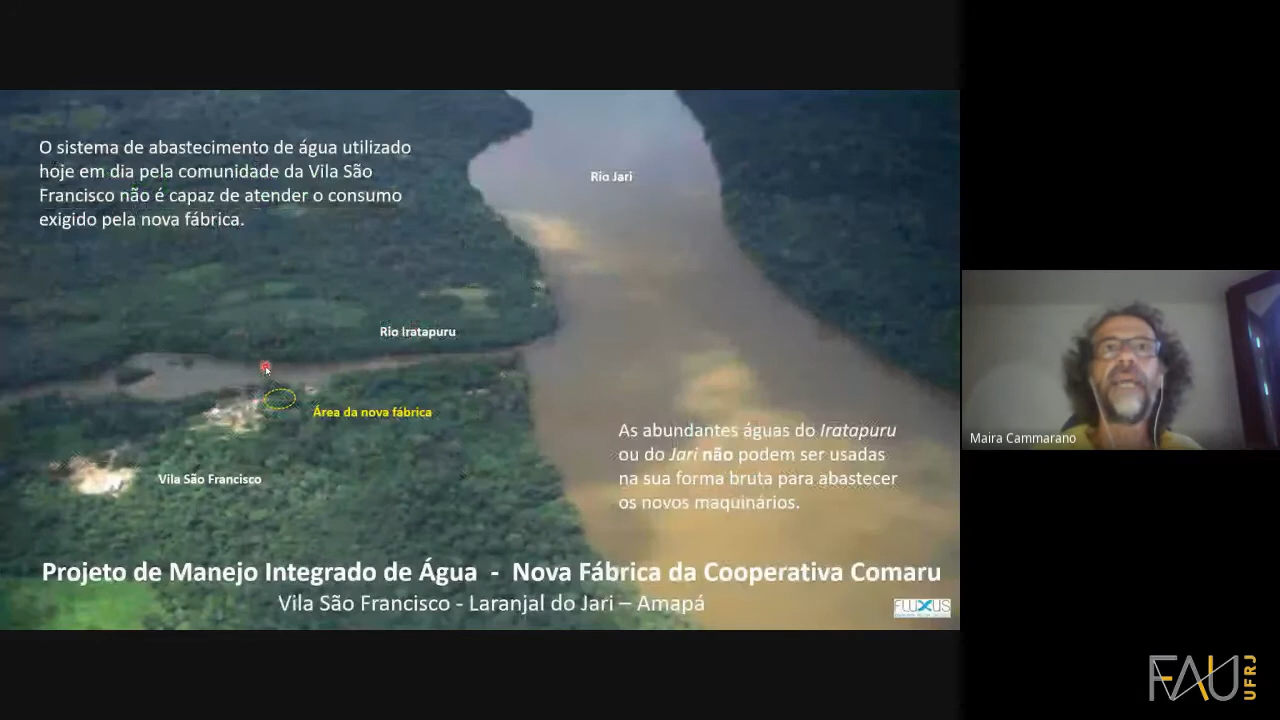 O sistema de abastecimento de água utilizado
hoje em dia pela comunidade da Vila São
Francisco não é capaz de atender o consumo
exigido pela nova fábrica.
Rio Jari
Rio Iratapuru
Área da nova fábrica
Vila São Francisco
As abundantes águas do Iratapuru
ou do Jari não podem ser usadas
na sua forma bruta para abastecer
os novos maquinários.
Projeto de Manejo Integrado de Água - Nova Fábrica da Cooperativa Comaru
Vila São Francisco - Laranjal do Jari – Amapá
FLUXUS
Maira Cammarano
FAU
UFRJ